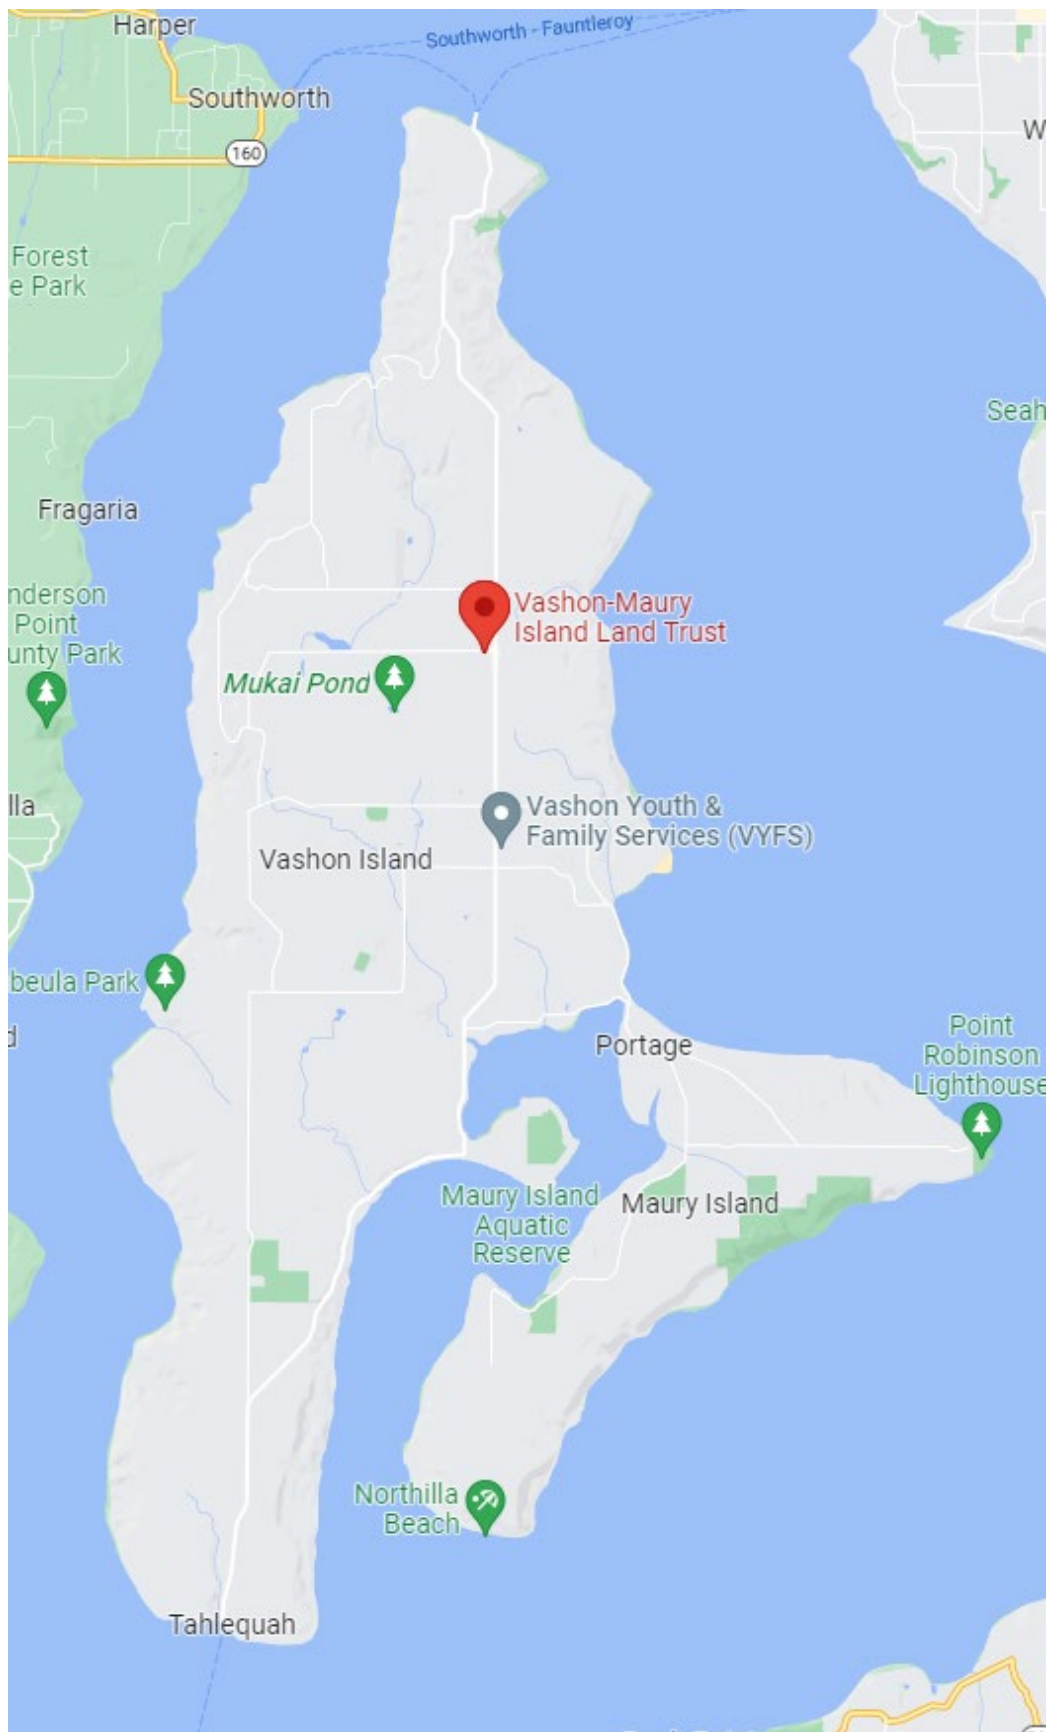 Harper
Southworth - Fauntleroy
Southworth
W
160
Forest
e Park
Seah
Fragaria
nderson
Point
unty Park
Vashon-Maury
Island Land Trust
Mukai Pond
lla
Vashon Youth &
Family Services (VYFS)
Vashon Island
beula Park
d
Portage
Point
Robinson
Lighthouse
Maury Island
Aquatic
Reserve
Maury Island
Northilla
Beach
Tahlequah